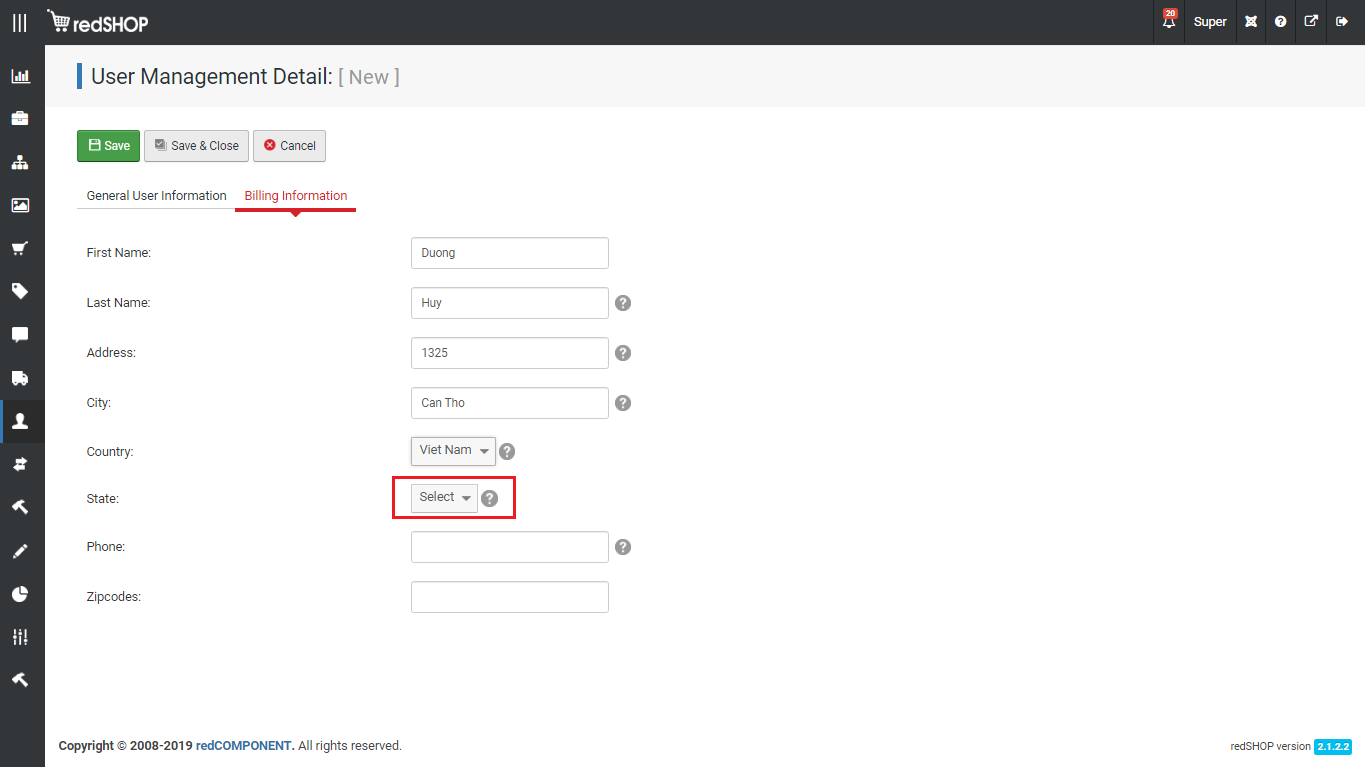 redSHOP
20
Super
User Management Detail: [ New ]
Save
Save & Close
Cancel
General User Information
Billing Information
First Name:
Duong
Last Name:
Huy
Address:
1325
City:
Can Tho
Country:
Viet Nam
State:
Select
Phone:
Zipcodes:
Copyright © 2008-2019 redCOMPONENT. All rights reserved.
redSHOP version 2.1.2.2